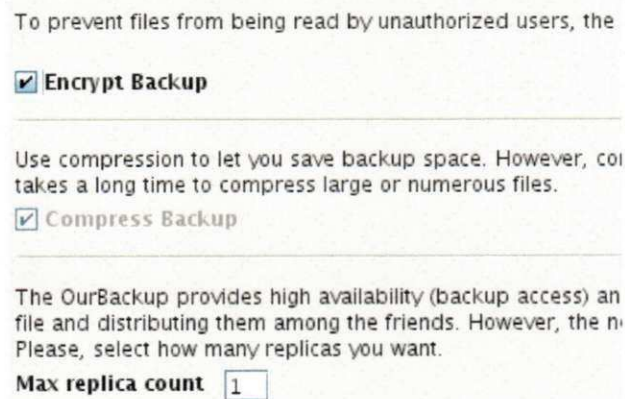 To prevent files from being read by unauthorized users, the
Encrypt Backup
Use compression to let you save backup space. However,
takes a long time to compress large or numerous files.
Compress Backup
The OurBackup provides high availability (backup access)
file and distributing them among the friends. However, the
Please, select how many replicas you want.
Max replica count 1